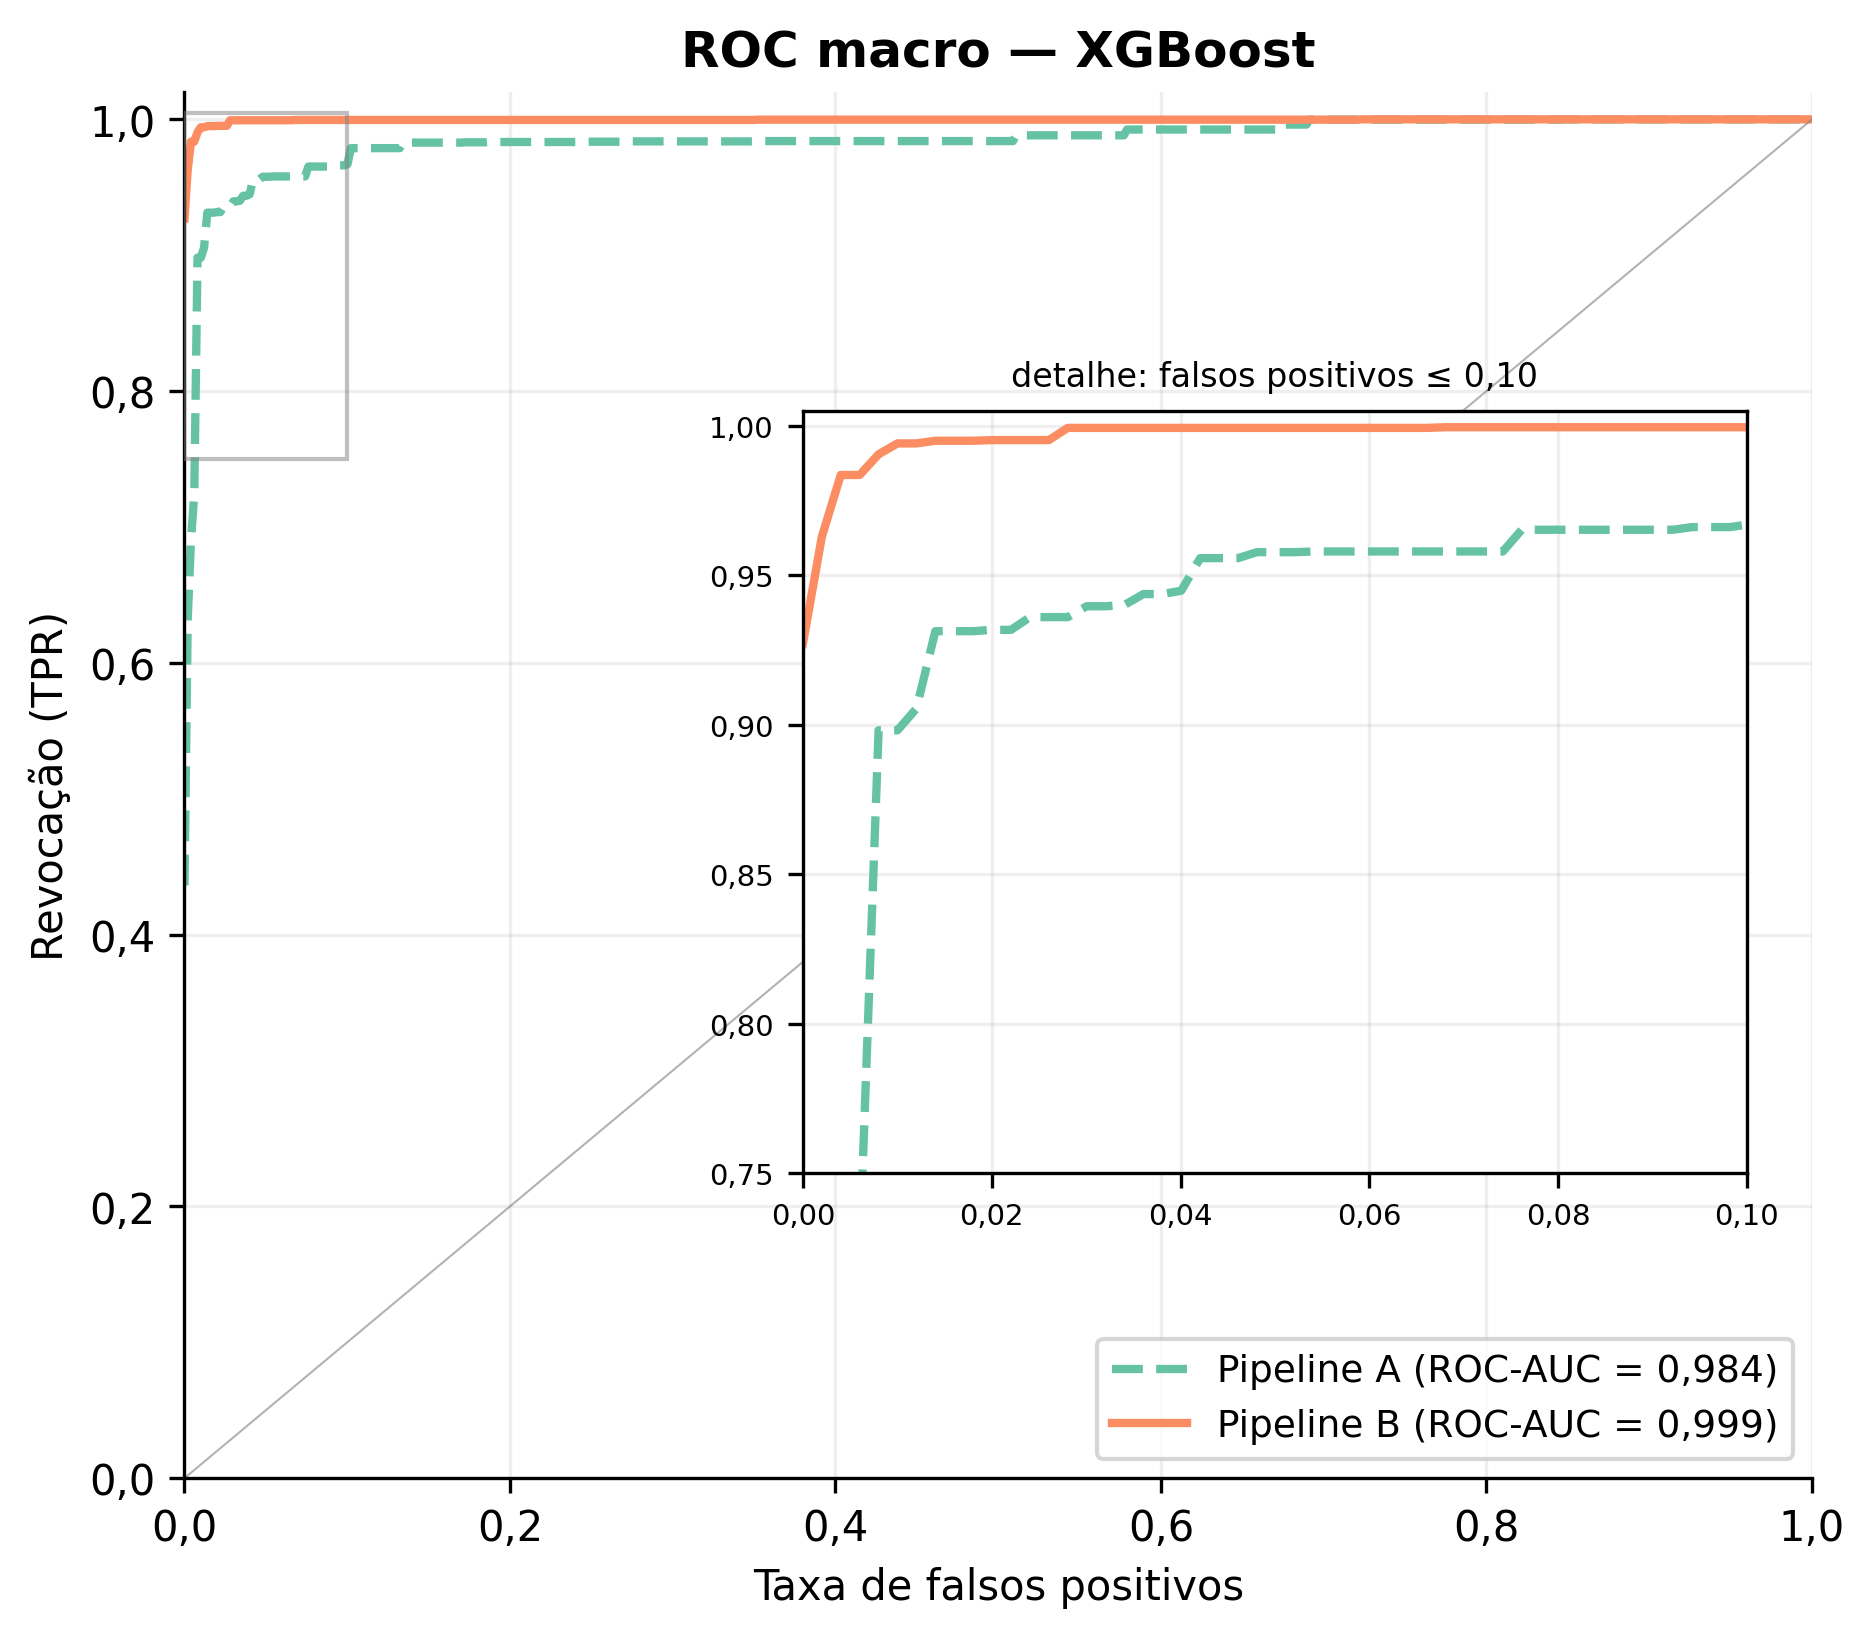 ROC macro — XGBoost
1,0
0,8
0,6
0,4
0,2
0,0
Revocação (TPR)
detalhe: falsos positivos ≤ 0,10
1,00
0,95
0,90
0,85
0,80
0,75
0,00 0,02 0,04 0,06 0,08 0,10
Pipeline A (ROC-AUC = 0,984)
Pipeline B (ROC-AUC = 0,999)
0,0 0,2 0,4 0,6 0,8 1,0
Taxa de falsos positivos